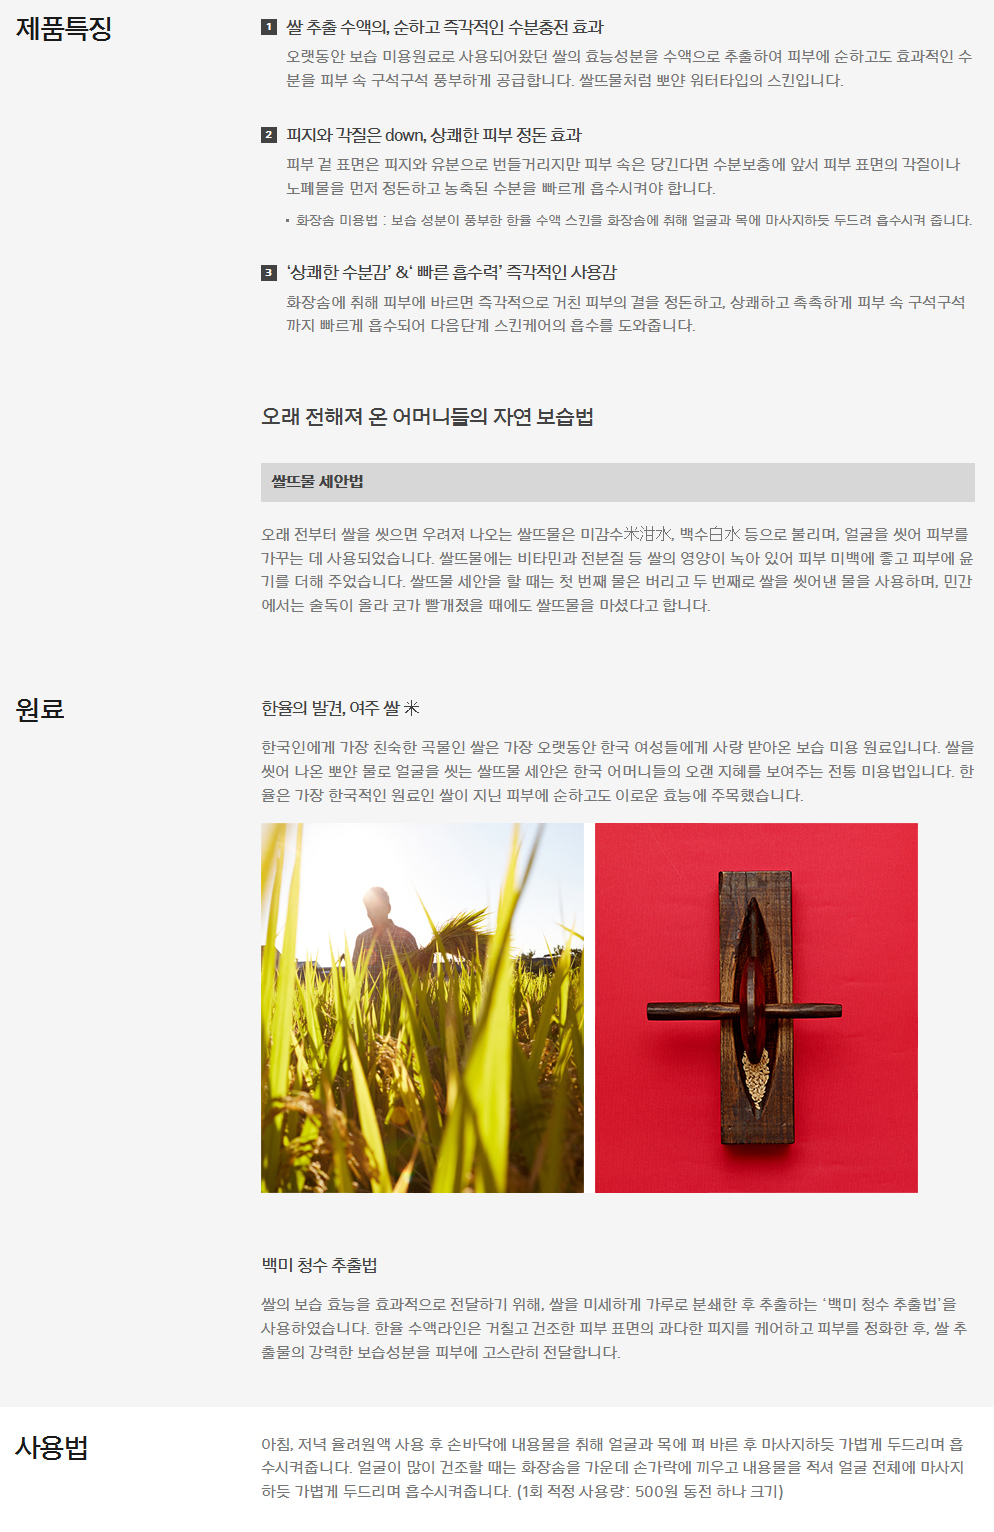 제품특징
1 쌀 추출 수액의, 순하고 즉각적인 수분충전 효과
오랫동안 보습 미용원료로 사용되어왔던 쌀의 효능성분을 수액으로 추출하여 피부에 순하고도 효과적인 수
분을 피부 속 구석구석 풍부하게 공급합니다. 쌀뜨물처럼 뽀얀 워터타입의 스킨입니다.
2 피지와 각질은 down, 상쾌한 피부 정돈 효과
피부 겉 표면은 피지와 유분으로 번들거리지만 피부 속은 당긴다면 수분보충에 앞서 피부 표면의 각질이나
노폐물을 먼저 정돈하고 농축된 수분을 빠르게 흡수시켜야 합니다.
▪ 화장솜 미용법 : 보습 성분이 풍부한 한율 수액 스킨을 화장솜에 취해 얼굴과 목에 마사지하듯 두드려 흡수시켜 줍니다.
3 ‘상쾌한 수분감’ &‘ 빠른 흡수력’ 즉각적인 사용감
화장솜에 취해 피부에 바르면 즉각적으로 거친 피부의 결을 정돈하고, 상쾌하고 촉촉하게 피부 속 구석구석
까지 빠르게 흡수되어 다음단계 스킨케어의 흡수를 도와줍니다.
오래 전해져 온 어머니들의 자연 보습법
쌀뜨물 세안법
오래 전부터 쌀을 씻으면 우려져 나오는 쌀뜨물은 미감수米泔水, 백수白水 등으로 불리며, 얼굴을 씻어 피부를
가꾸는 데 사용되었습니다. 쌀뜨물에는 비타민과 전분질 등 쌀의 영양이 녹아 있어 피부 미백에 좋고 피부에 윤
기를 더해 주었습니다. 쌀뜨물 세안을 할 때는 첫 번째 물은 버리고 두 번째로 쌀을 씻어낸 물을 사용하며, 민간
에서는 술독이 올라 코가 빨개졌을 때에도 쌀뜨물을 마셨다고 합니다.
원료
한율의 발견, 여주 쌀 米
한국인에게 가장 친숙한 곡물인 쌀은 가장 오랫동안 한국 여성들에게 사랑 받아온 보습 미용 원료입니다. 쌀을
씻어 나온 뽀얀 물로 얼굴을 씻는 쌀뜨물 세안은 한국 어머니들의 오랜 지혜를 보여주는 전통 미용법입니다. 한
율은 가장 한국적인 원료인 쌀이 지닌 피부에 순하고도 이로운 효능에 주목했습니다.
백미 청수 추출법
쌀의 보습 효능을 효과적으로 전달하기 위해, 쌀을 미세하게 가루로 분쇄한 후 추출하는 ‘백미 청수 추출법’을
사용하였습니다. 한율 수액라인은 거칠고 건조한 피부 표면의 과다한 피지를 케어하고 피부를 정화한 후, 쌀 추
출물의 강력한 보습성분을 피부에 고스란히 전달합니다.
사용법
아침, 저녁 율려원액 사용 후 손바닥에 내용물을 취해 얼굴과 목에 펴 바른 후 마사지하듯 가볍게 두드리며 흡
수시켜줍니다. 얼굴이 많이 건조할 때는 화장솜을 가운데 손가락에 끼우고 내용물을 적셔 얼굴 전체에 마사지
하듯 가볍게 두드리며 흡수시켜줍니다. (1회 적정 사용량: 500원 동전 하나 크기)